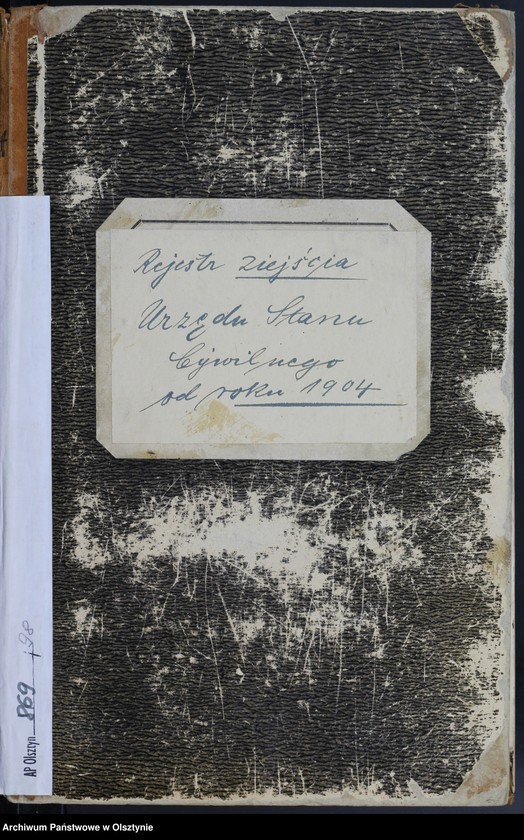 Rejestr ziejścia
Urzędu Stanu
Cywilnego
od roku 1904
AP Olsztyn 869
Archiwum Państwowe w Olsztynie